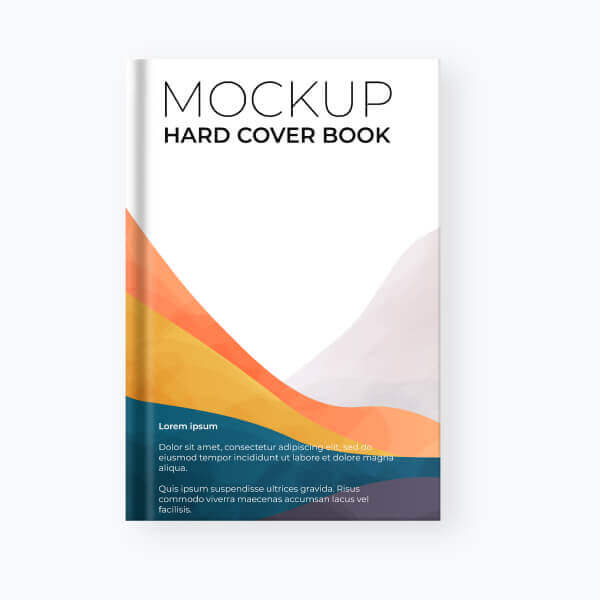 MOCKUP
HARD COVER BOOK
Lorem ipsum
Dolor sit amet, consectetur adipiscing elit, sed do
eiusmod tempor incididunt ut labore et dolore magna
aliqua.
Quis ipsum suspendisse ultrices gravida. Risus
commodo viverra maecenas accumsan lacus vel
facilisis.